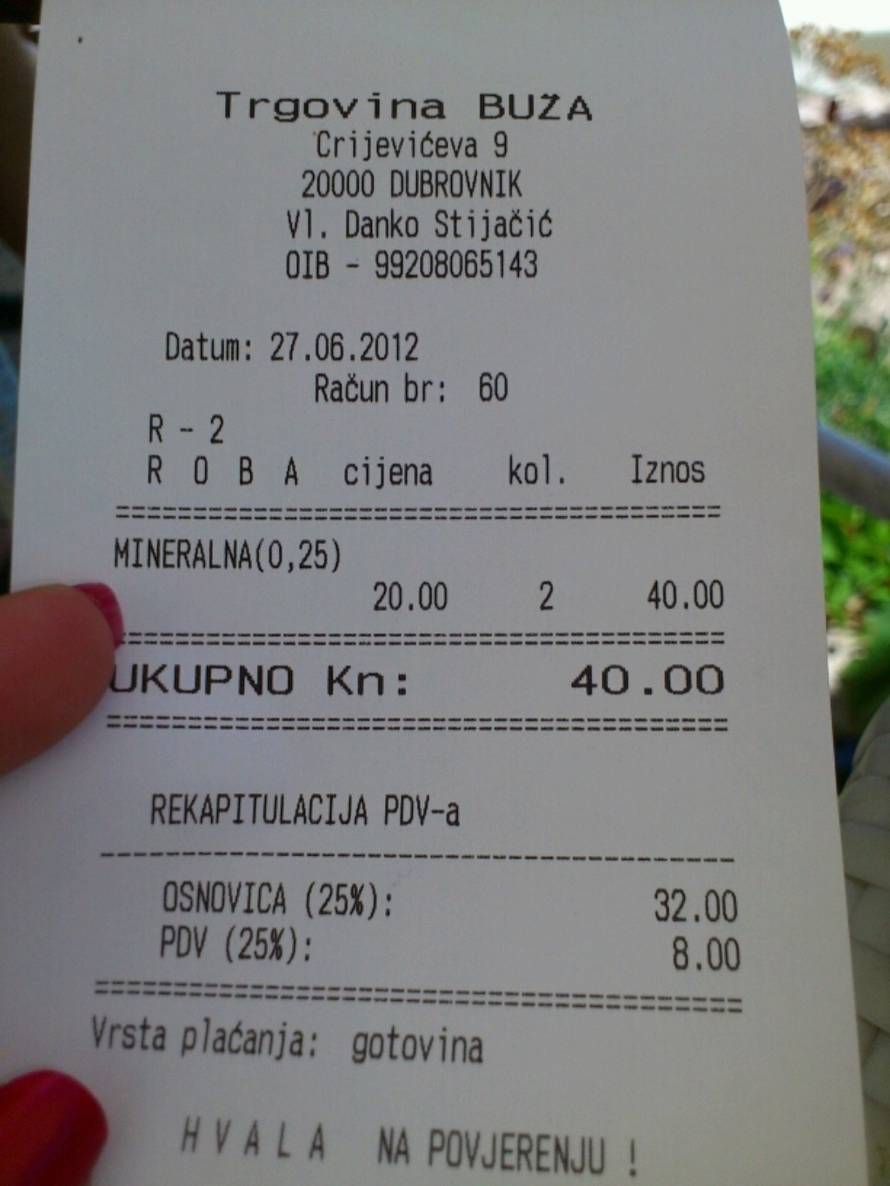 Trgovina BUŽA
Crijevićeva 9
20000 DUBROVNIK
Vl. Danko Stijačić
OIB - 99208065143
Datum: 27.06.2012
Račun br: 60
R - 2
R O B A cijena kol. Iznos
================================================
MINERALNA(0,25)
20.00 2 40.00
================================================
UKUPNO Kn: 40.00
================================================
REKAPITULACIJA PDV-a
------------------------------------------------
OSNOVICA (25%): 32.00
PDV (25%): 8.00
================================================
Vrsta plaćanja: gotovina
H V A L A NA POVJERENJU !